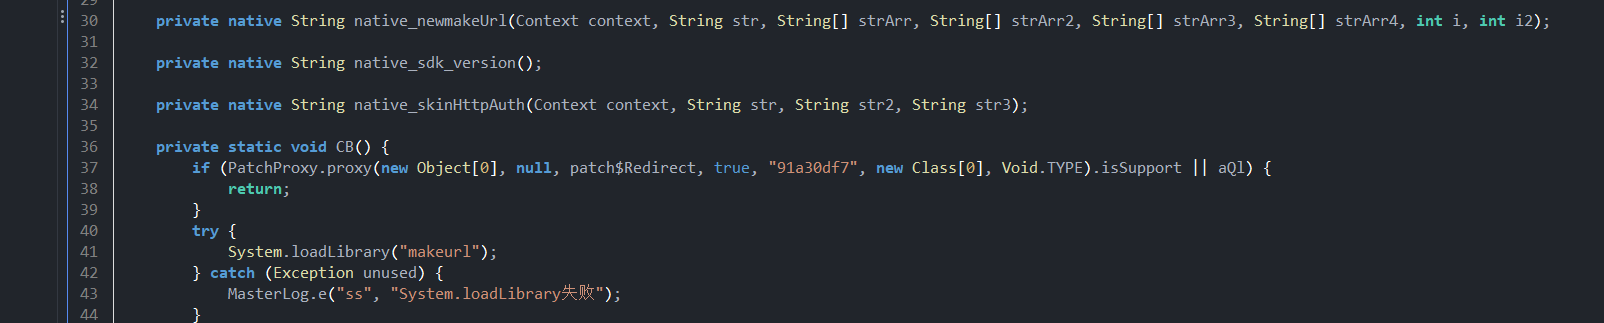 29
30 private native String native_newmakeUrl(Context context, String str, String[] strArr, String[] strArr2, String[] strArr3, String[] strArr4, int i, int i2);
31
32 private native String native_sdk_version();
33
34 private native String native_skinHttpAuth(Context context, String str, String str2, String str3);
35
36 private static void CB() {
37 if (PatchProxy.proxy(new Object[0], null, patch$Redirect, true, "91a30df7", new Class[0], Void.TYPE).isSupport || aQl) {
38 return;
39 }
40 try {
41 System.loadLibrary("makeurl");
42 } catch (Exception unused) {
43 MasterLog.e("ss", "System.loadLibrary失败");
44 }